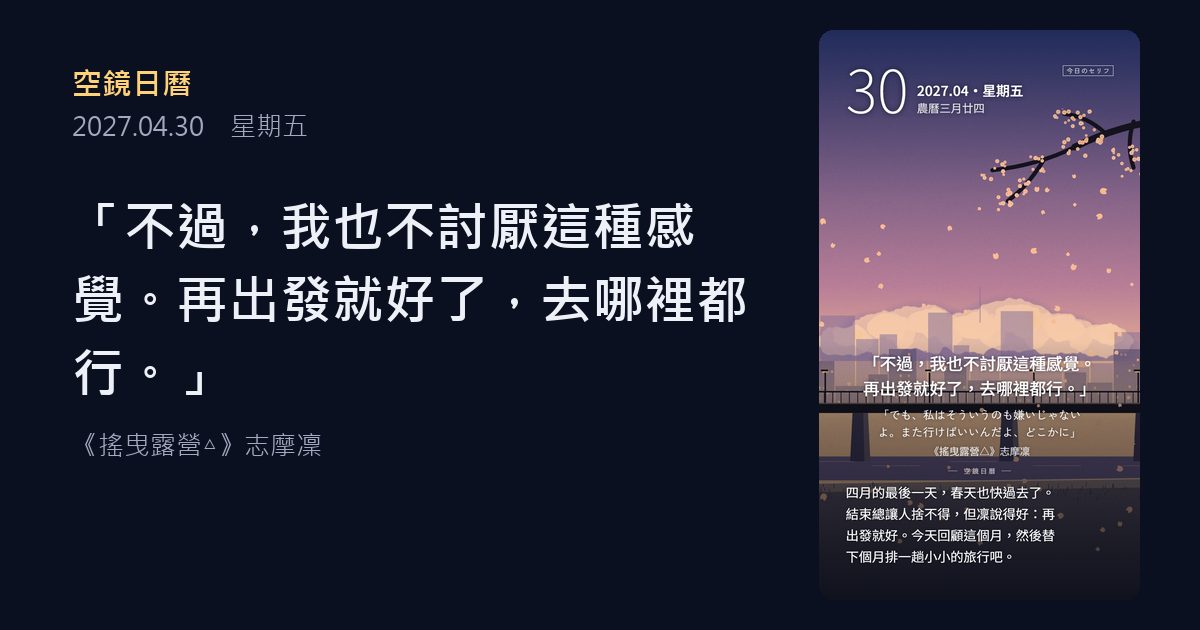 空鏡日曆
2027.04.30 星期五
「不過，我也不討厭這種感
覺。再出發就好了，去哪裡都
行。」
《搖曳露營△》志摩凜
30
2027.04・星期五
農曆三月廿四
今日のセリフ
「不過，我也不討厭這種感覺。
再出發就好了，去哪裡都行。」
「でも、私はそういうのも嫌いじゃない
よ。また行けばいいんだよ、どこかに」
《搖曳露營△》志摩凜
— 空鏡日曆 —
四月的最後一天，春天也快過去了。
結束總讓人捨不得，但凜說得好：再
出發就好。今天回顧這個月，然後替
下個月排一趟小小的旅行吧。